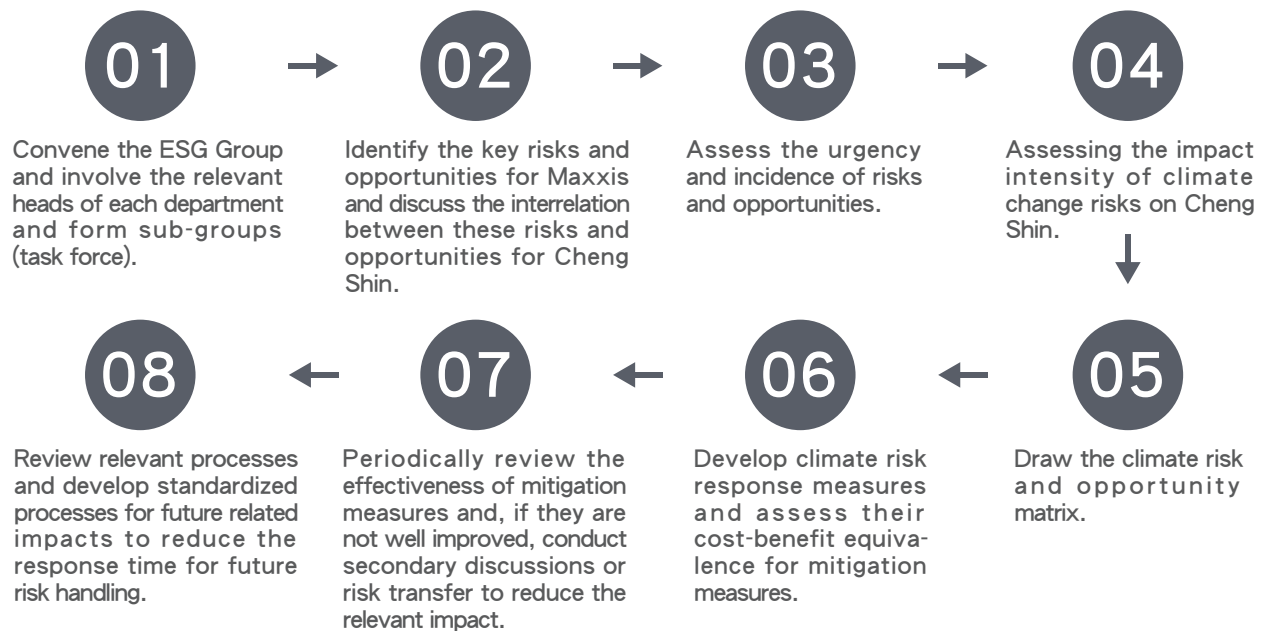 01
Convene the ESG Group
and involve the relevant
heads of each department
and form sub-groups
(task force).
02
Identify the key risks and
opportunities for Maxxis
and discuss the interrelation
between these risks and
opportunities for Cheng
Shin.
03
Assess the urgency
and incidence of risks
and opportunities.
04
Assessing the impact
intensity of climate
change risks on Cheng
Shin.
05
Draw the climate risk
and opportunity
matrix.
06
Develop climate risk
response measures
and assess their
cost-benefit equiva-
lence for mitigation
measures.
07
Periodically review the
effectiveness of mitigation
measures and, if they are
not well improved, conduct
secondary discussions or
risk transfer to reduce the
relevant impact.
08
Review relevant processes
and develop standardized
processes for future related
impacts to reduce the
response time for future
risk handling.